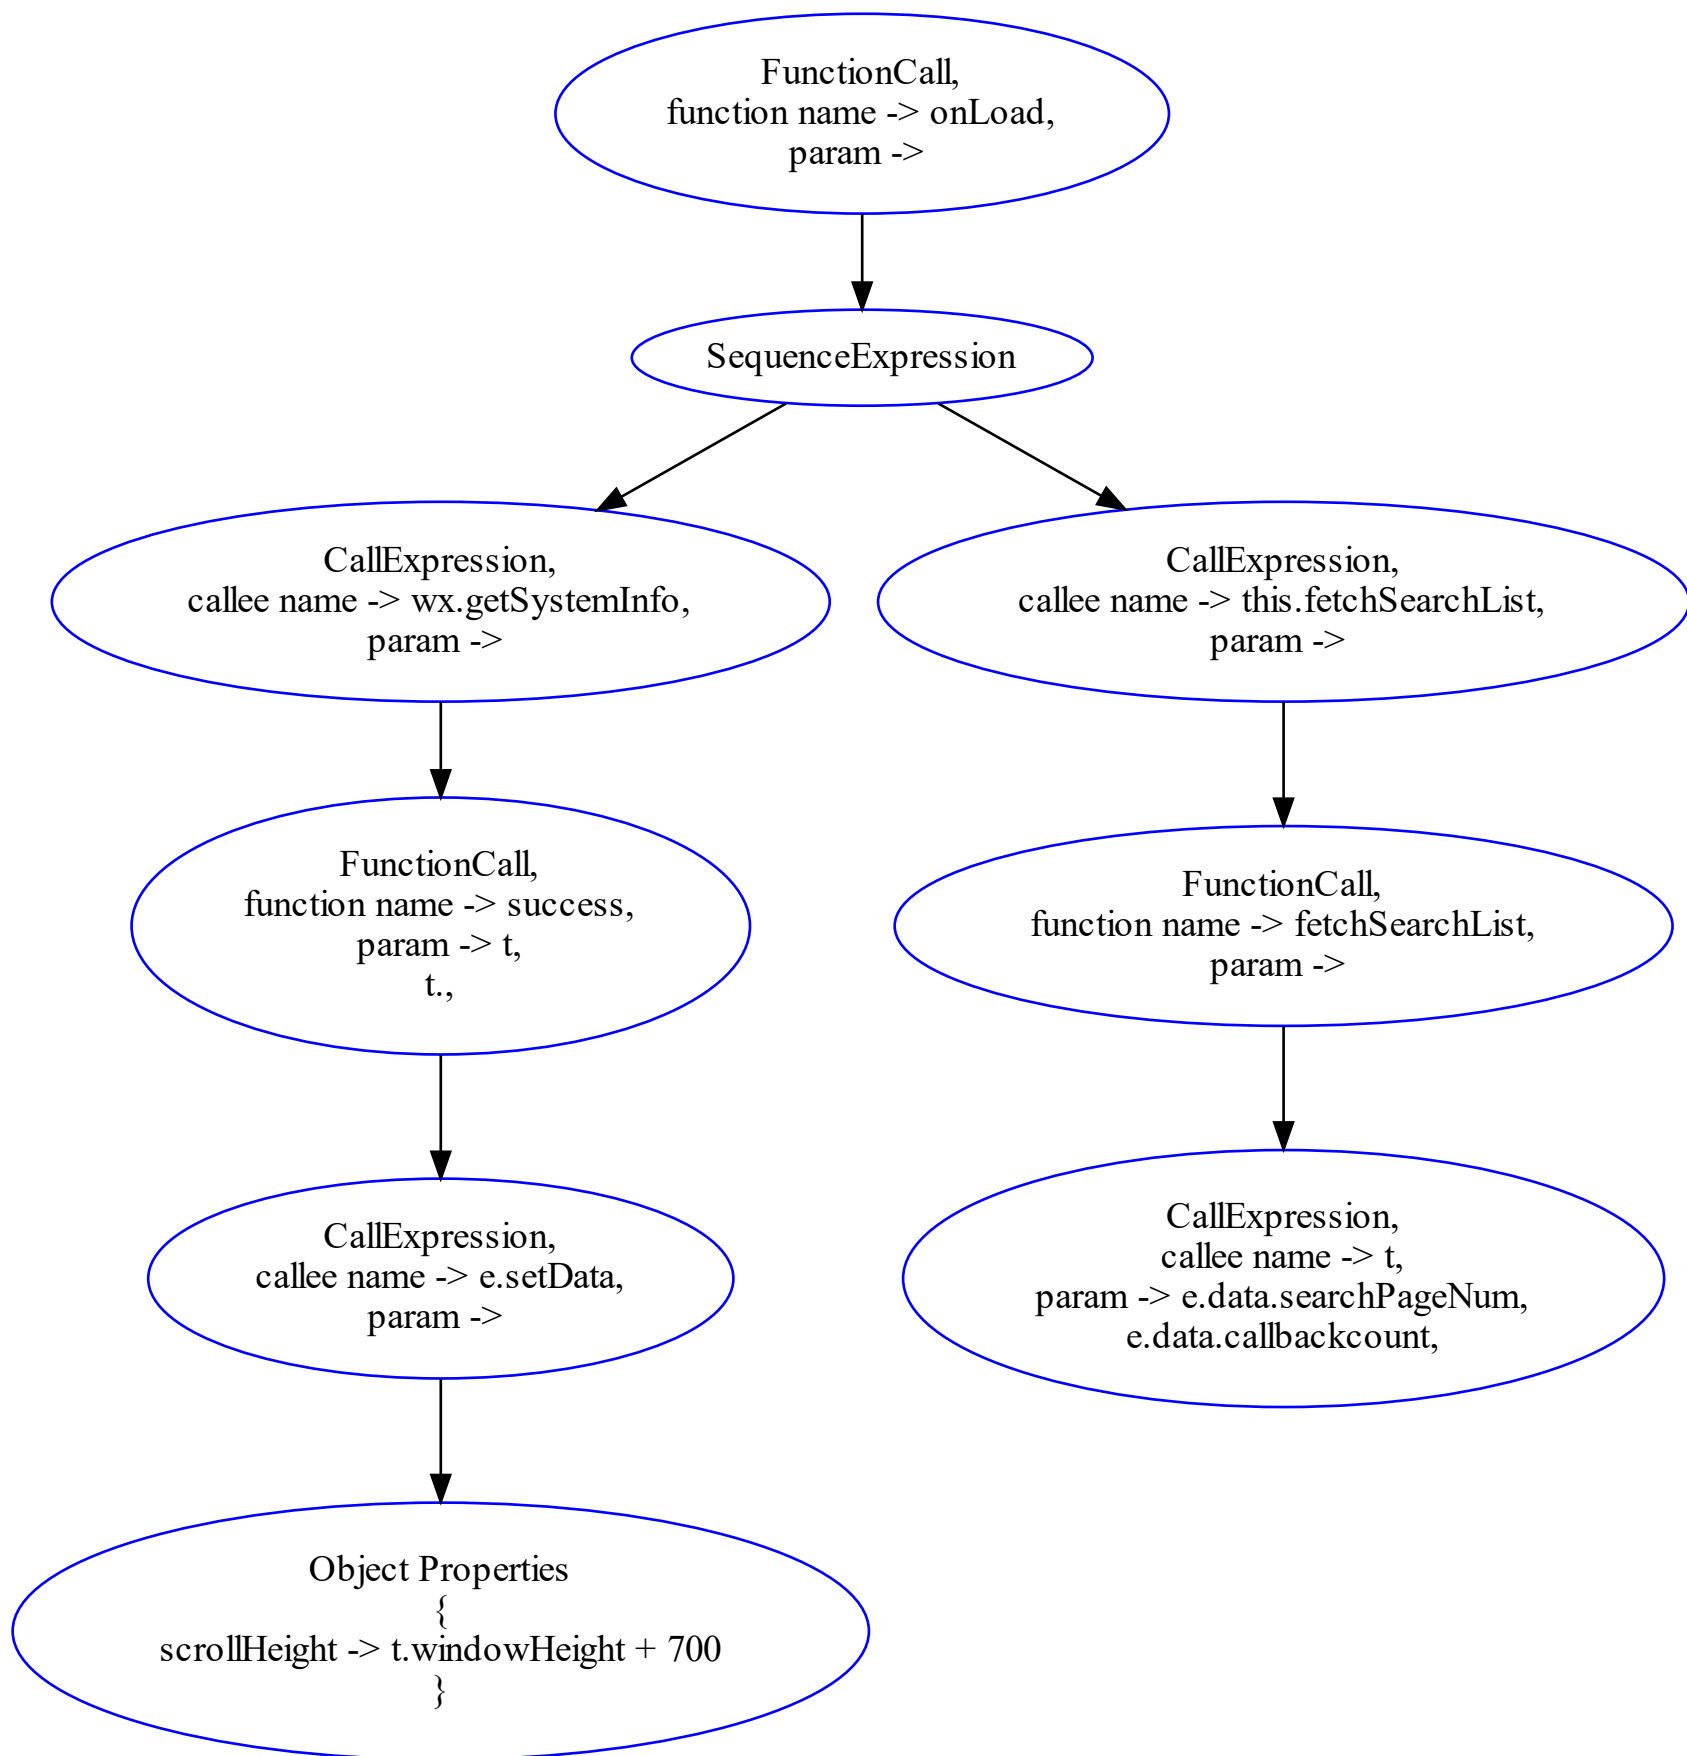 FunctionCall,
function name -> onLoad,
param ->
SequenceExpression
CallExpression,
callee name -> wx.getSystemInfo,
param ->
CallExpression,
callee name -> this.fetchSearchList,
param ->
FunctionCall,
function name -> success,
param -> t,
t.,
FunctionCall,
function name -> fetchSearchList,
param ->
CallExpression,
callee name -> e.setData,
param ->
CallExpression,
callee name -> t,
param -> e.data.searchPageNum,
e.data.callbackcount,
Object Properties
{
scrollHeight -> t.windowHeight + 700
}